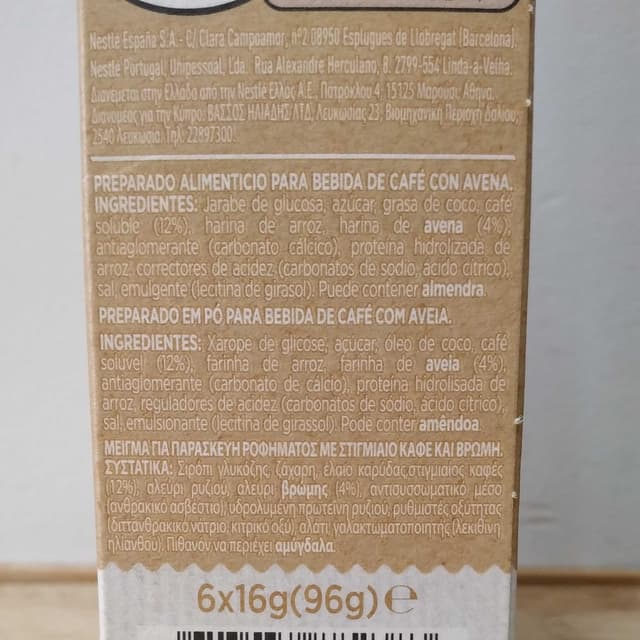 Nestlé España S.A. - C/ Clara Campoamor, nº2 08950 Esplugues de Llobregat (Barcelona).
Nestlé Portugal, Unipessoal, Lda. Rua Alexandre Herculano, 8. 2799-554 Linda-a-Velha.
Διανέμεται στην Ελλάδα από την Νestlé Ελλάς Α.Ε. Πατρόκλου 4 15125 Μαρούσι, Αθήνα.
Διανομέας για την Κύπρο: ΒΑΣΣΟΣ ΗΛΙΑΔΗΣ ΛΤΔ, Λευκωσίας 23, Βιομηχανική Περιοχή Δαλίου,
2540 Λευκωσία Τηλ. 22897300.
PREPARADO ALIMENTICIO PARA BEBIDA DE CAFÉ CON AVENA.
INGREDIENTES: Jarabe de glucosa, azúcar, grasa de coco, café
soluble (12%), harina de arroz, harina de avena (4%),
antiaglomerante (carbonato cálcico), proteína hidrolizada de
arroz, correctores de acidez (carbonatos de sodio, ácido cítrico),
sal, emulgente (lecitina de girasol). Puede contener almendra.
PREPARADO EM PÓ PARA BEBIDA DE CAFÉ COM AVEIA.
INGREDIENTES: Xarope de glicose, açúcar, óleo de coco, café
solúvel (12%), farinha de arroz, farinha de aveia (4%),
antiaglomerante (carbonato de cálcio), proteína hidrolisada de
arroz, reguladores de acidez (carbonatos de sódio, ácido cítrico),
sal, emulsionante (lecitina de girassol). Pode conter amêndoa.
ΜΕΙΓΜΑ ΓΙΑ ΠΑΡΑΣΚΕΥΗ ΡΟΦΗΜΑΤΟΣ ΜΕ ΣΤΙΓΜΙΑΙΟ ΚΑΦΕ ΚΑΙ ΒΡΩΜΗ.
ΣΥΣΤΑΤΙΚΑ: Σιρόπι γλυκόζης, ζάχαρη, έλαιο καρύδας, στιγμιαίος καφές
(12%), αλεύρι ρυζιού, αλεύρι βρώμης (4%), αντισυσσωματικό μέσο
(ανθρακικό ασβέστιο), υδρολυμένη πρωτεΐνη ρυζιού, ρυθμιστές οξύτητας
(διττανθρακικό νάτριο, κιτρικό οξύ), αλάτι, γαλακτωματοποιητής (λεκιθίνη
ηλίανθου). Πιθανόν να περιέχει αμύγδαλα.
6x16g(96g) ℮